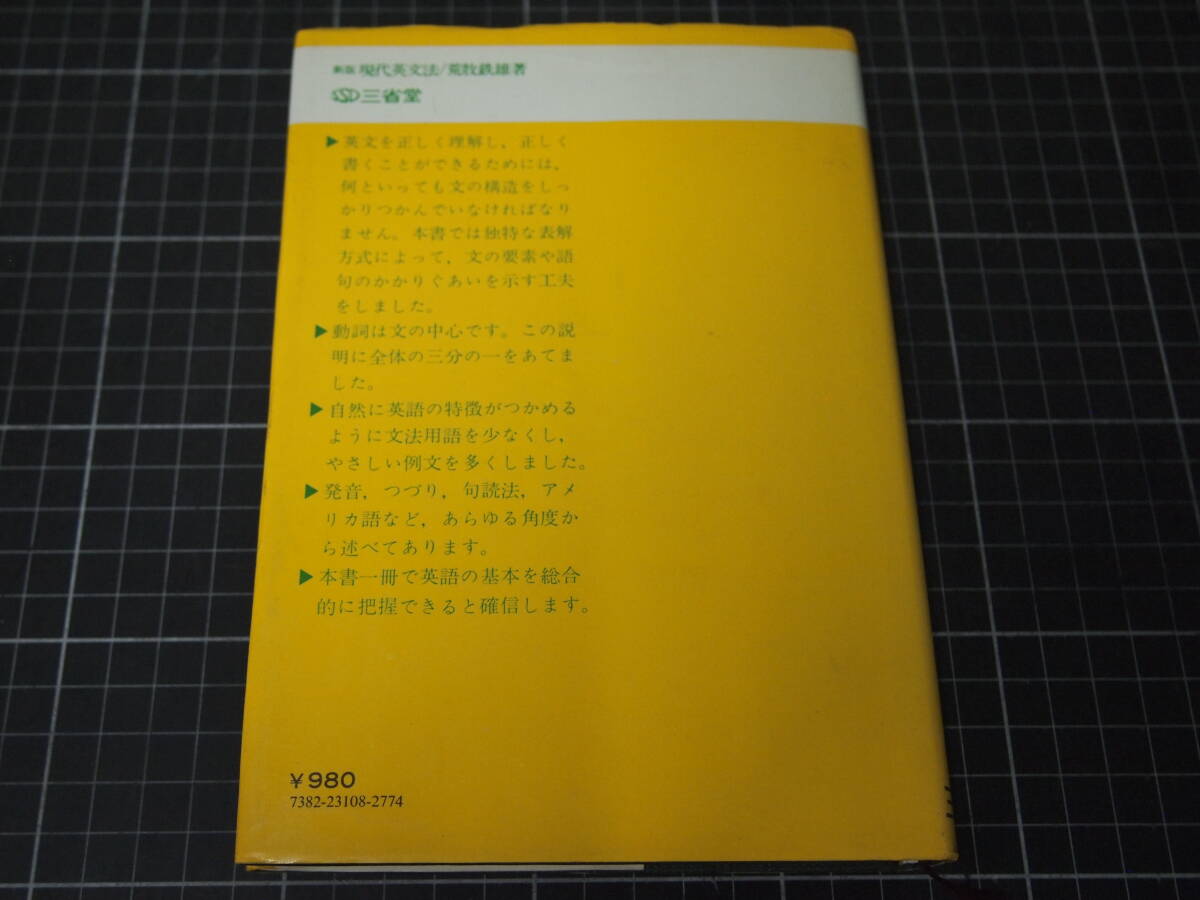 新版 現代英文法/荒牧鉄雄著
三省堂
▶英文を正しく理解し，正しく
書くことができるためには，
何といっても文の構造をしっ
かりつかんでいなければなり
ません。本書では独特な表解
方式によって，文の要素や語
句のかかりぐあいを示す工夫
をしました。
▶動詞は文の中心です。この説
明に全体の三分の一をあてま
した。
▶自然に英語の特徴がつかめる
ように文法用語を少なくし，
やさしい例文を多くしました。
▶発音，つづり，句読法，アメ
リカ語など，あらゆる角度か
ら述べてあります。
▶本書一冊で英語の基本を総合
的に把握できると確信します。
¥980
7382-23108-2774